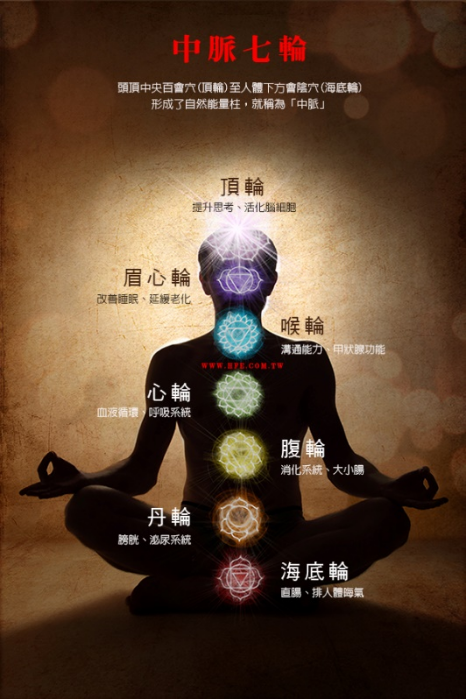 中脈七輪
頭頂中央百會穴(頂輪)至人體下方會陰穴(海底輪)
形成了自然能量柱，就稱為「中脈」
頂輪
提升思考、活化腦細胞
眉心輪
改善睡眠、延緩老化
喉輪
溝通能力、甲狀腺功能
WWW.HFE.COM.TW
心輪
血液循環、呼吸系統
腹輪
消化系統、大小腸
丹輪
膀胱、泌尿系統
海底輪
直腸、排人體晦氣